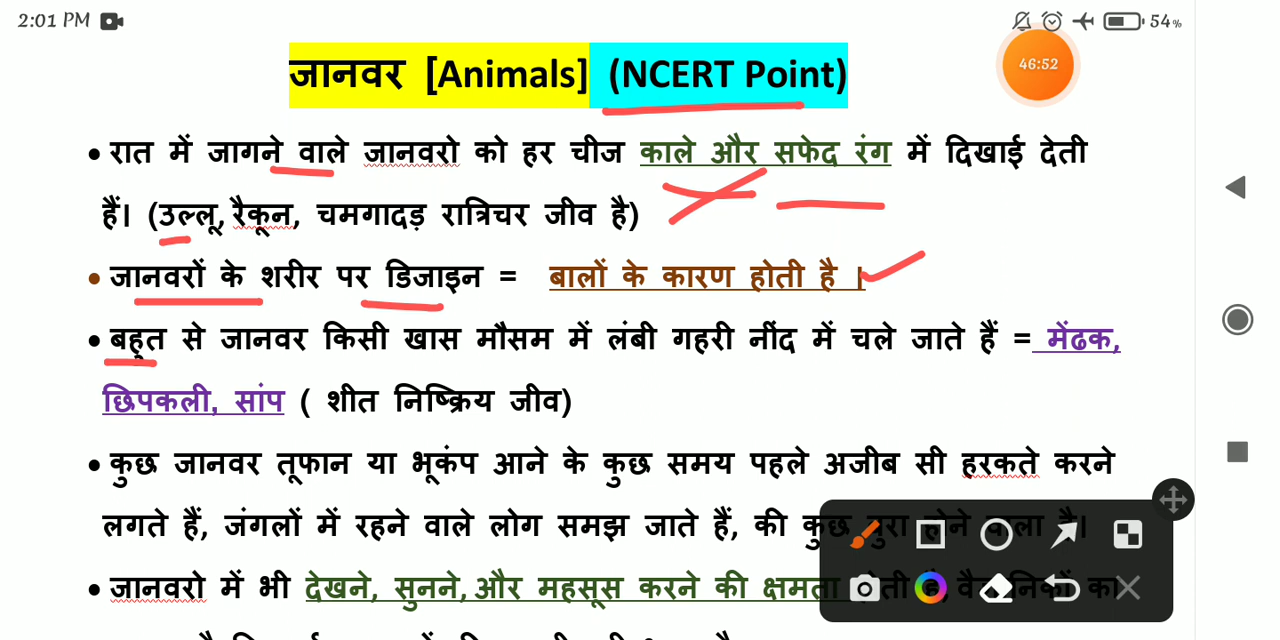 2:01 PM
54%
46:52
जानवर [Animals] (NCERT Point)
• रात में जागने वाले जानवरो को हर चीज काले और सफेद रंग में दिखाई देती
हैं। (उल्लू, रैकून, चमगादड़ रात्रिचर जीव है)
• जानवरों के शरीर पर डिजाइन = बालों के कारण होती है ।
• बहुत से जानवर किसी खास मौसम में लंबी गहरी नींद में चले जाते हैं = मेंढक,
छिपकली, सांप ( शीत निष्क्रिय जीव)
• कुछ जानवर तूफान या भूकंप आने के कुछ समय पहले अजीब सी हरकते करने
लगते हैं, जंगलों में रहने वाले लोग समझ जाते हैं, की कुछ बुरा होने वाला है।
• जानवरो में भी देखने, सुनने, और महसूस करने की क्षमता होती है, वैज्ञानिकों का